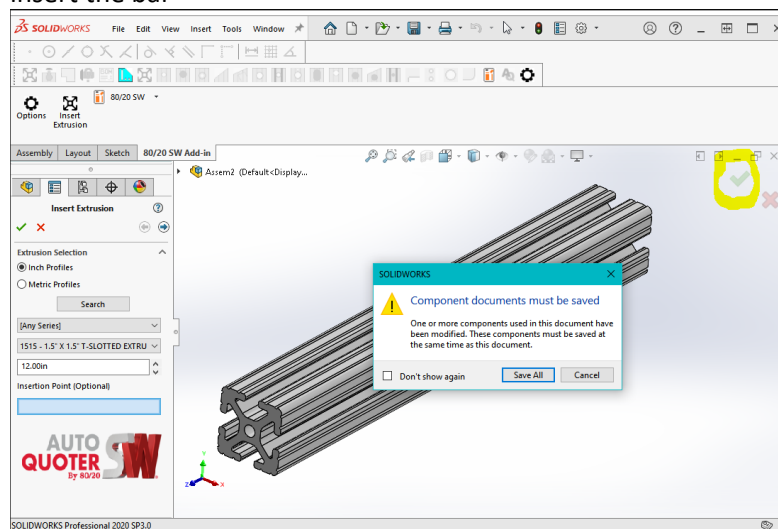 Insert the bar
SOLIDWORKS File Edit View Insert Tools Window
80/20 SW
Options Insert Extrusion
Assembly Layout Sketch 80/20 SW Add-in
Assem2 (Default<Display...
Insert Extrusion
Extrusion Selection
Inch Profiles
Metric Profiles
Search
[Any Series]
1515 - 1.5" X 1.5" T-SLOTTED EXTRU
12.00in
Insertion Point (Optional)
AUTO
QUOTER
By 80/20
SW
SOLIDWORKS
Component documents must be saved
One or more components used in this document have
been modified. These components must be saved at
the same time as this document.
Don't show again Save All Cancel
Y
Z X
SOLIDWORKS Professional 2020 SP3.0